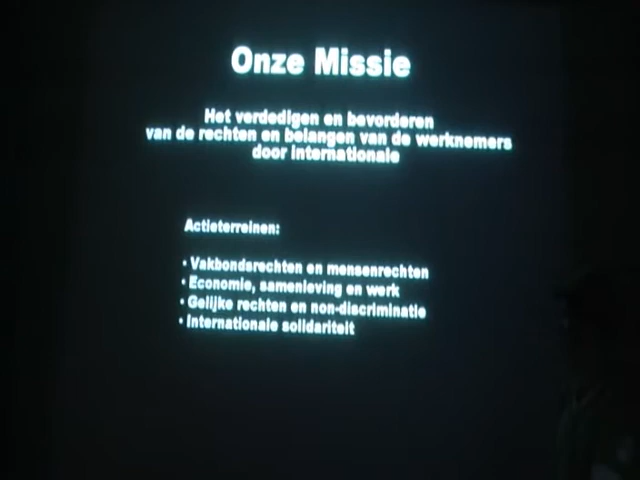 Onze Missie
Het verdedigen en bevorderen
van de rechten en belangen van de werknemers
door internationale
Actieterreinen:
• Vakbondsrechten en mensenrechten
• Economie, samenleving en werk
• Gelijke rechten en non-discriminatie
• Internationale solidariteit